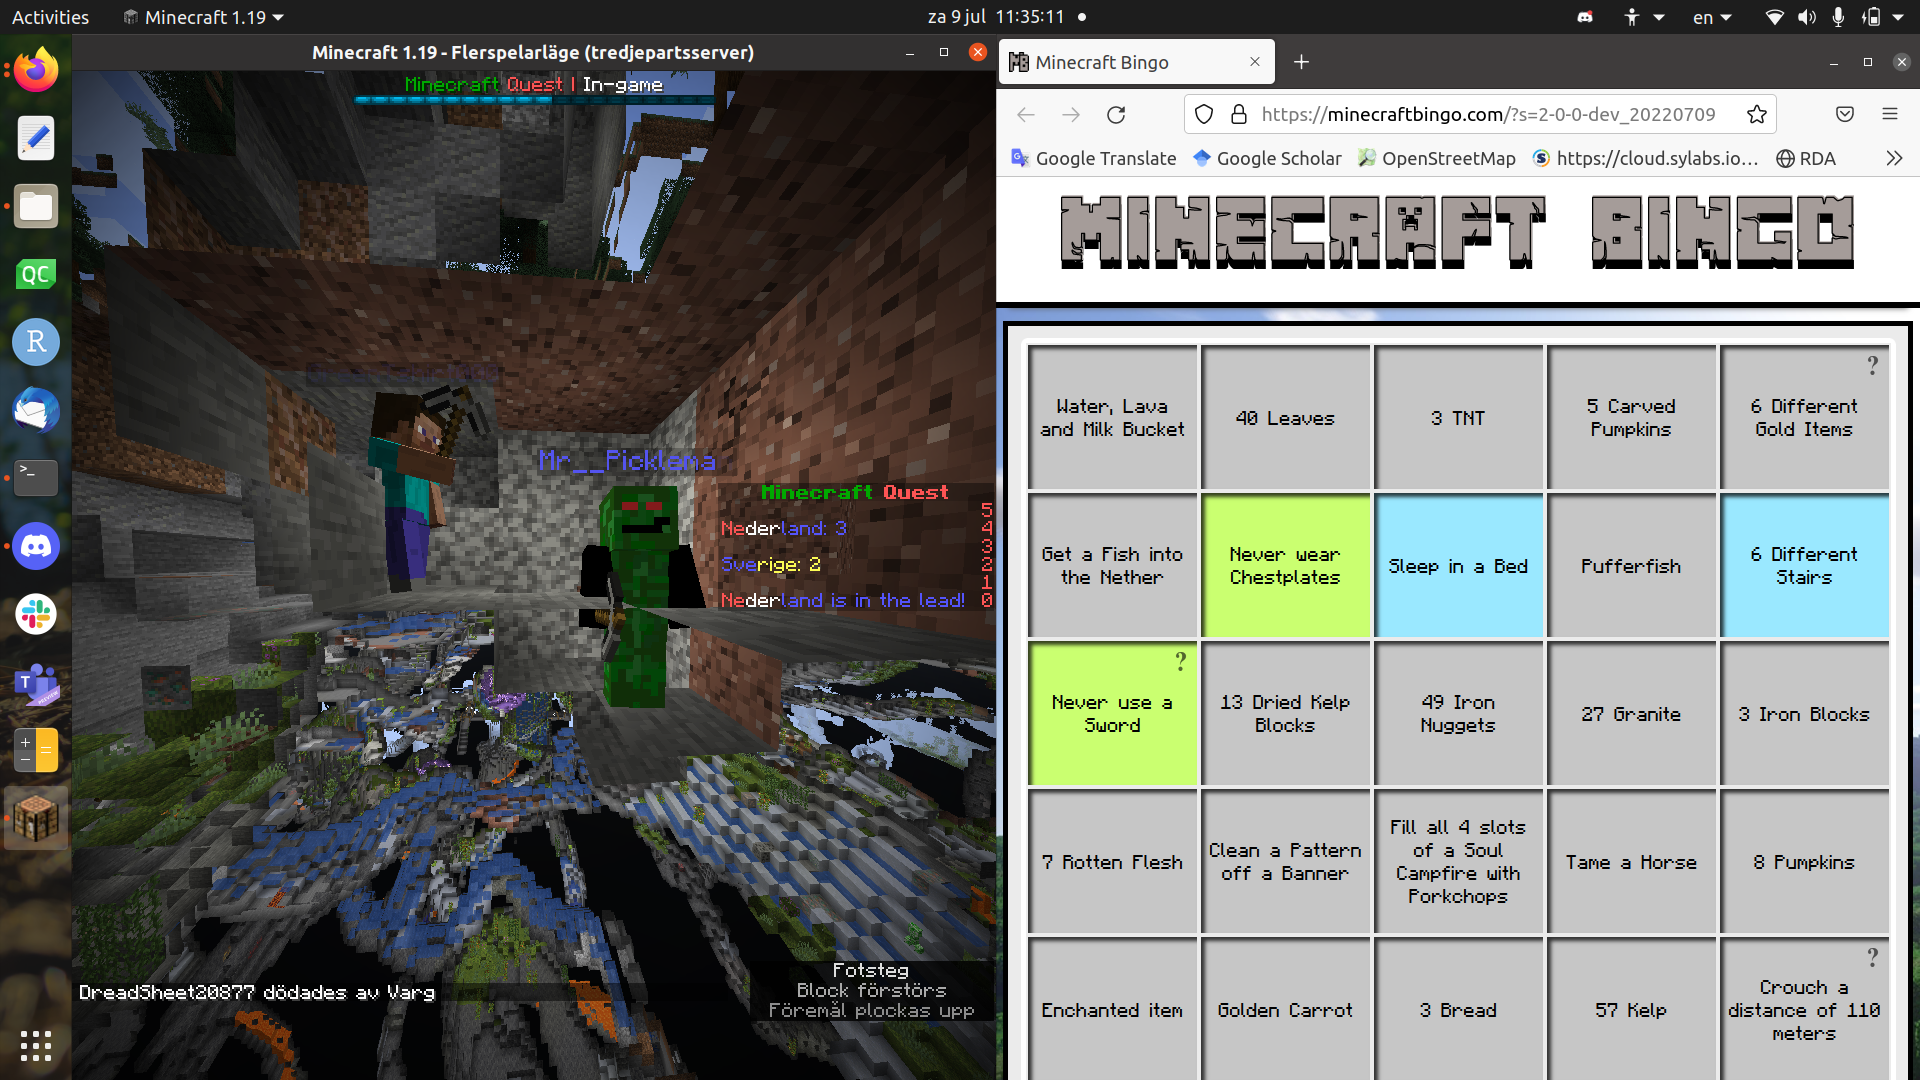 Activities
Minecraft 1.19
za 9 jul 11:35:11
en
Minecraft 1.19 - Flerspelarläge (tredjepartsserver)
Minecraft Quest | In-game
Mr__Picklema
Minecraft Quest
5
Nederland: 3 4
3
Sverige: 2 2
1
Nederland is in the lead! 0
Fotsteg
Block förstörs
Föremål plockas upp
DreadSheet20877 dödades av Varg
QC
R
T
Minecraft Bingo
https://minecraftbingo.com/?s=2-0-0-dev_20220709
Google Translate
Google Scholar
OpenStreetMap
https://cloud.sylabs.io…
RDA
MINECRAFT BINGO
Water, Lava
and Milk Bucket
40 Leaves
3 TNT
5 Carved
Pumpkins
?
6 Different
Gold Items
Get a Fish into
the Nether
Never wear
Chestplates
Sleep in a Bed
Pufferfish
6 Different
Stairs
?
Never use a
Sword
13 Dried Kelp
Blocks
49 Iron
Nuggets
27 Granite
3 Iron Blocks
7 Rotten Flesh
Clean a Pattern
off a Banner
Fill all 4 slots
of a Soul
Campfire with
Porkchops
Tame a Horse
8 Pumpkins
Enchanted item
Golden Carrot
3 Bread
57 Kelp
?
Crouch a
distance of 110
meters